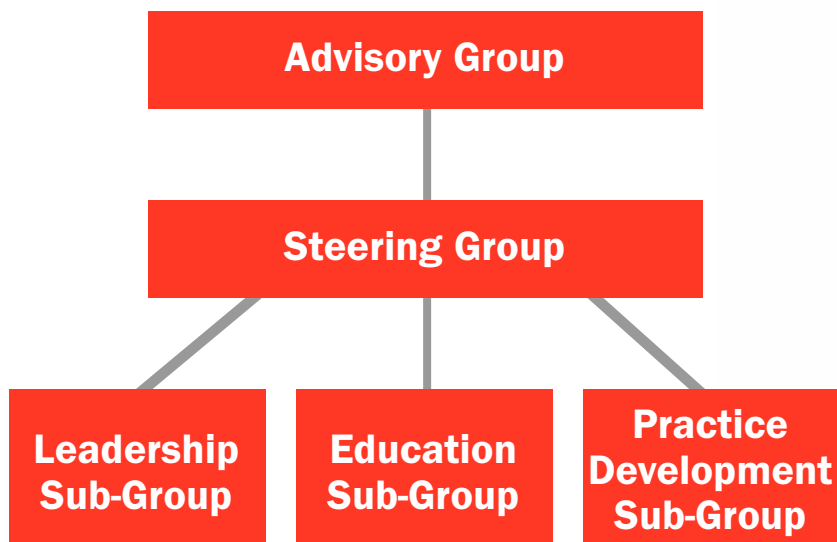 Advisory Group
Steering Group
Leadership
Sub-Group
Education
Sub-Group
Practice
Development
Sub-Group